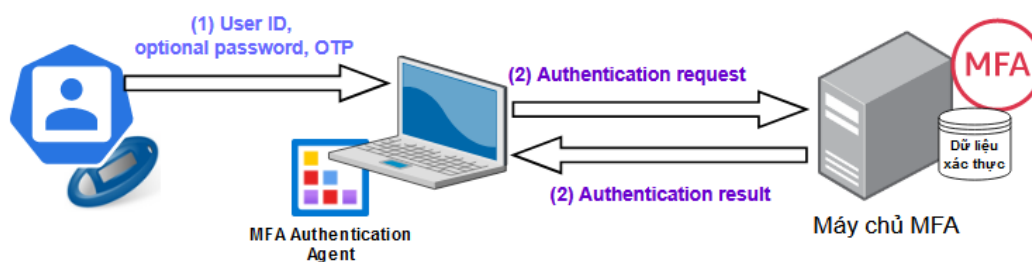 (1) User ID,
optional password, OTP
(2) Authentication request
MFA
Dữ liệu
xác thực
(2) Authentication result
Máy chủ MFA
MFA Authentication
Agent